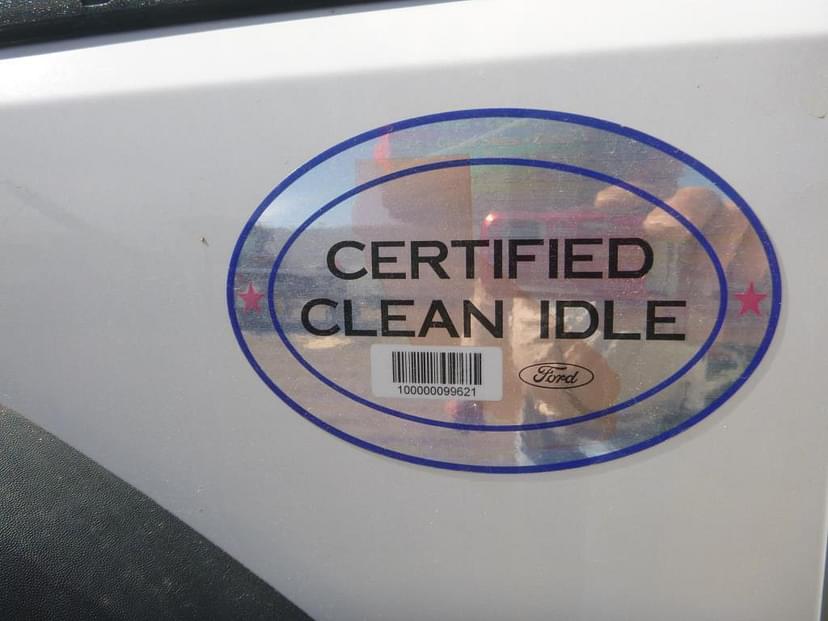 CERTIFIED
CLEAN IDLE
100000099621
Ford